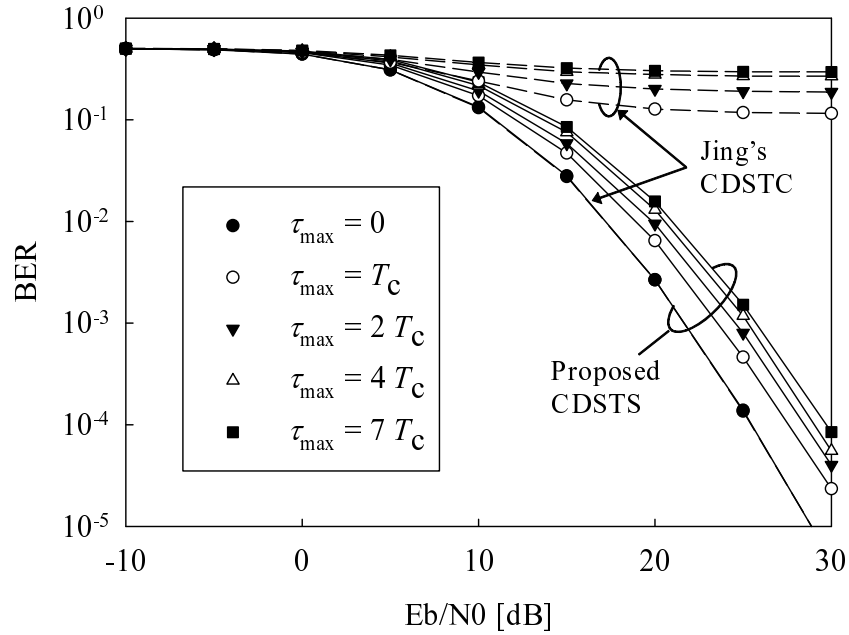 10^0
10^-1
10^-2
10^-3
10^-4
10^-5
BER
τmax = 0
τmax = Tc
τmax = 2 Tc
τmax = 4 Tc
τmax = 7 Tc
Jing's
CDSTC
Proposed
CDSTS
-10 0 10 20 30
Eb/N0 [dB]